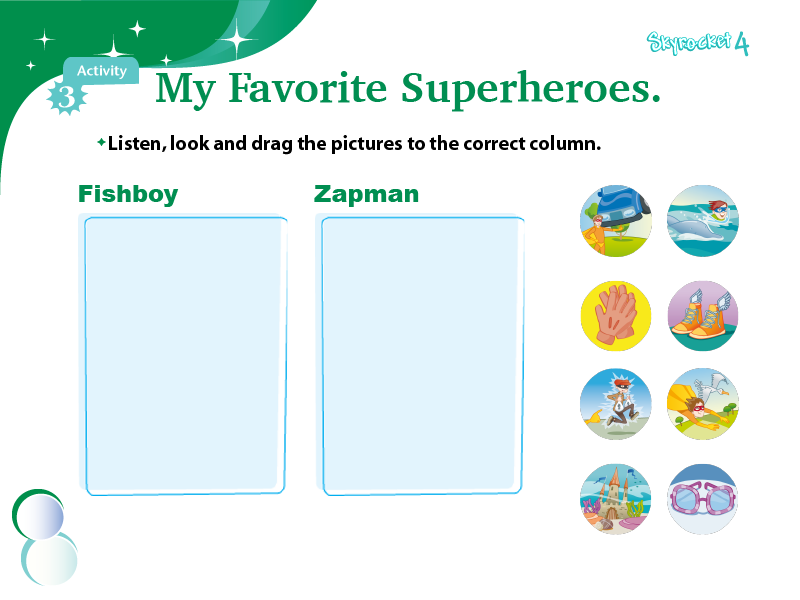 Skyrocket 4
Activity
3
My Favorite Superheroes.
Listen, look and drag the pictures to the correct column.
Fishboy
Zapman